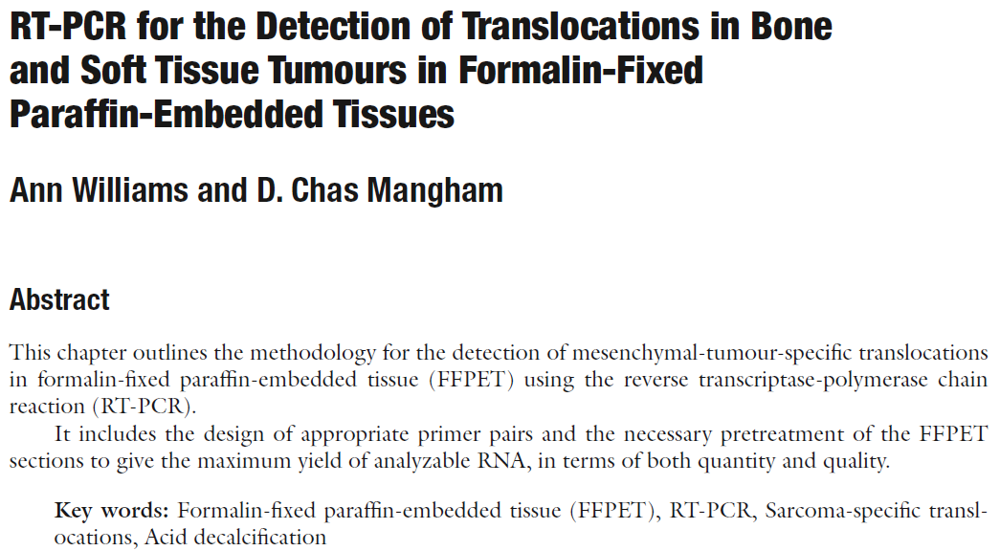 RT-PCR for the Detection of Translocations in Bone
and Soft Tissue Tumours in Formalin-Fixed
Paraffin-Embedded Tissues
Ann Williams and D. Chas Mangham
Abstract
This chapter outlines the methodology for the detection of mesenchymal-tumour-specific translocations
in formalin-fixed paraffin-embedded tissue (FFPET) using the reverse transcriptase-polymerase chain
reaction (RT-PCR).
It includes the design of appropriate primer pairs and the necessary pretreatment of the FFPET
sections to give the maximum yield of analyzable RNA, in terms of both quantity and quality.
Key words: Formalin-fixed paraffin-embedded tissue (FFPET), RT-PCR, Sarcoma-specific transl-
ocations, Acid decalcification